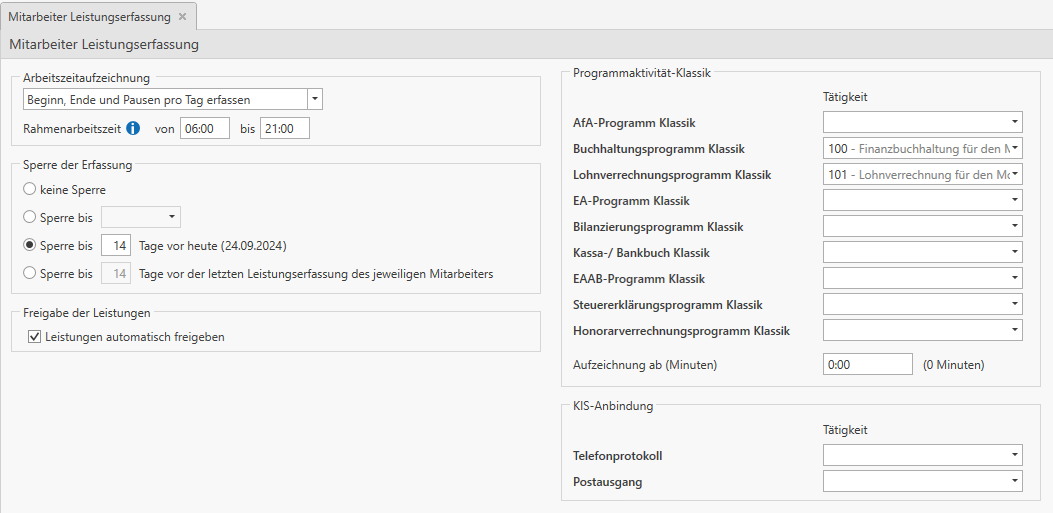 Mitarbeiter Leistungserfassung
Mitarbeiter Leistungserfassung
Arbeitszeitaufzeichnung
Beginn, Ende und Pausen pro Tag erfassen
Rahmenarbeitszeit von 06:00 bis 21:00
Sperre der Erfassung
keine Sperre
Sperre bis
Sperre bis 14 Tage vor heute (24.09.2024)
Sperre bis 14 Tage vor der letzten Leistungserfassung des jeweiligen Mitarbeiters
Freigabe der Leistungen
Leistungen automatisch freigeben
Programmaktivität-Klassik
Tätigkeit
AfA-Programm Klassik
Buchhaltungsprogramm Klassik 100 - Finanzbuchhaltung für den
Lohnverrechnungsprogramm Klassik 101 - Lohnverrechnung für den
EA-Programm Klassik
Bilanzierungsprogramm Klassik
Kassa-/ Bankbuch Klassik
EAAB-Programm Klassik
Steuererklärungsprogramm Klassik
Honorarverrechnungsprogramm Klassik
Aufzeichnung ab (Minuten) 0:00 (0 Minuten)
KIS-Anbindung
Tätigkeit
Telefonprotokoll
Postausgang